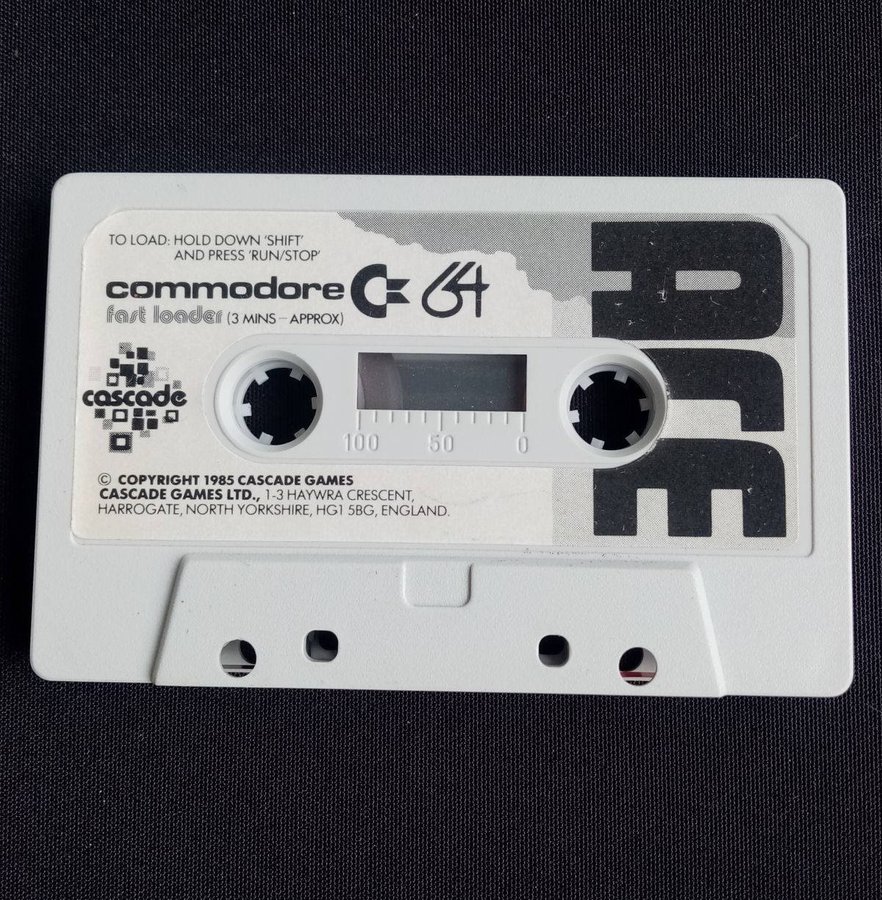 TO LOAD: HOLD DOWN 'SHIFT'
AND PRESS 'RUN/STOP'
commodore C 64
fast loader (3 MINS – APPROX)
cascade
100 50 0
© COPYRIGHT 1985 CASCADE GAMES
CASCADE GAMES LTD., 1-3 HAYWRA CRESCENT,
HARROGATE, NORTH YORKSHIRE, HG1 5BG, ENGLAND.
ACE